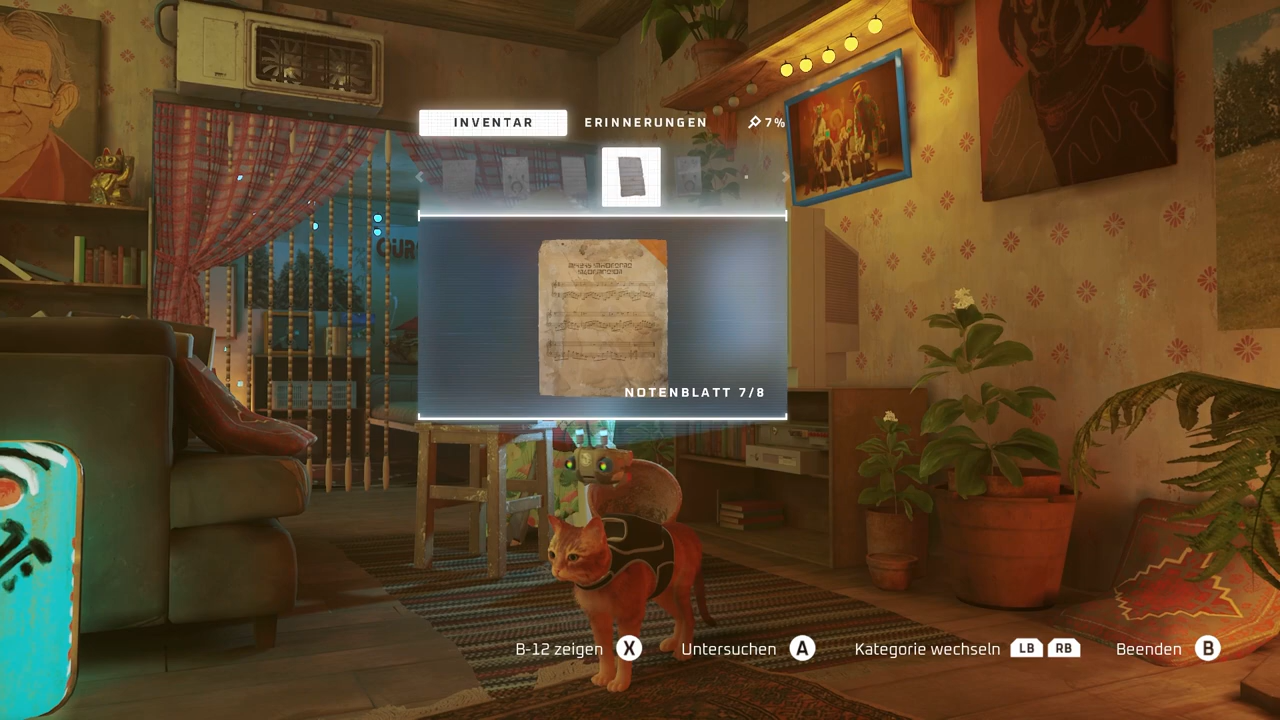 INVENTAR
ERINNERUNGEN
7%
NOTENBLATT 7/8
B-12 zeigen X
Untersuchen A
Kategorie wechseln LB RB
Beenden B